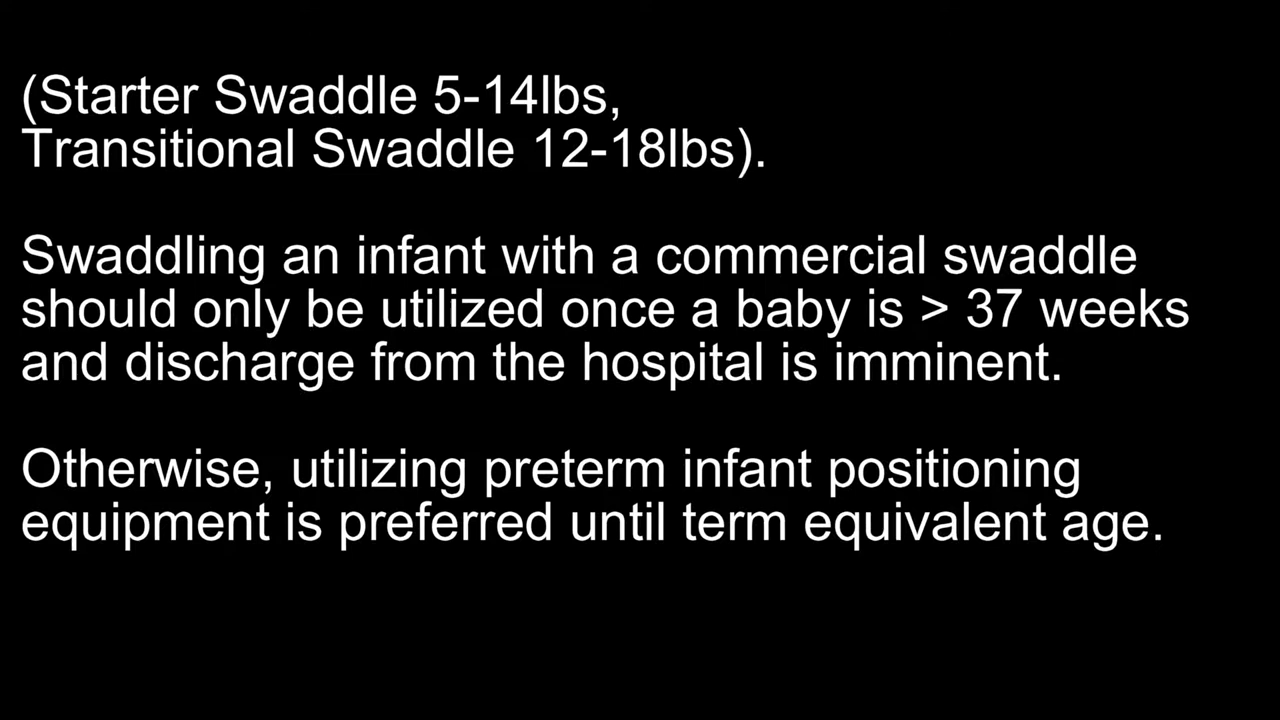 (Starter Swaddle 5-14lbs,
Transitional Swaddle 12-18lbs).
Swaddling an infant with a commercial swaddle
should only be utilized once a baby is > 37 weeks
and discharge from the hospital is imminent.
Otherwise, utilizing preterm infant positioning
equipment is preferred until term equivalent age.